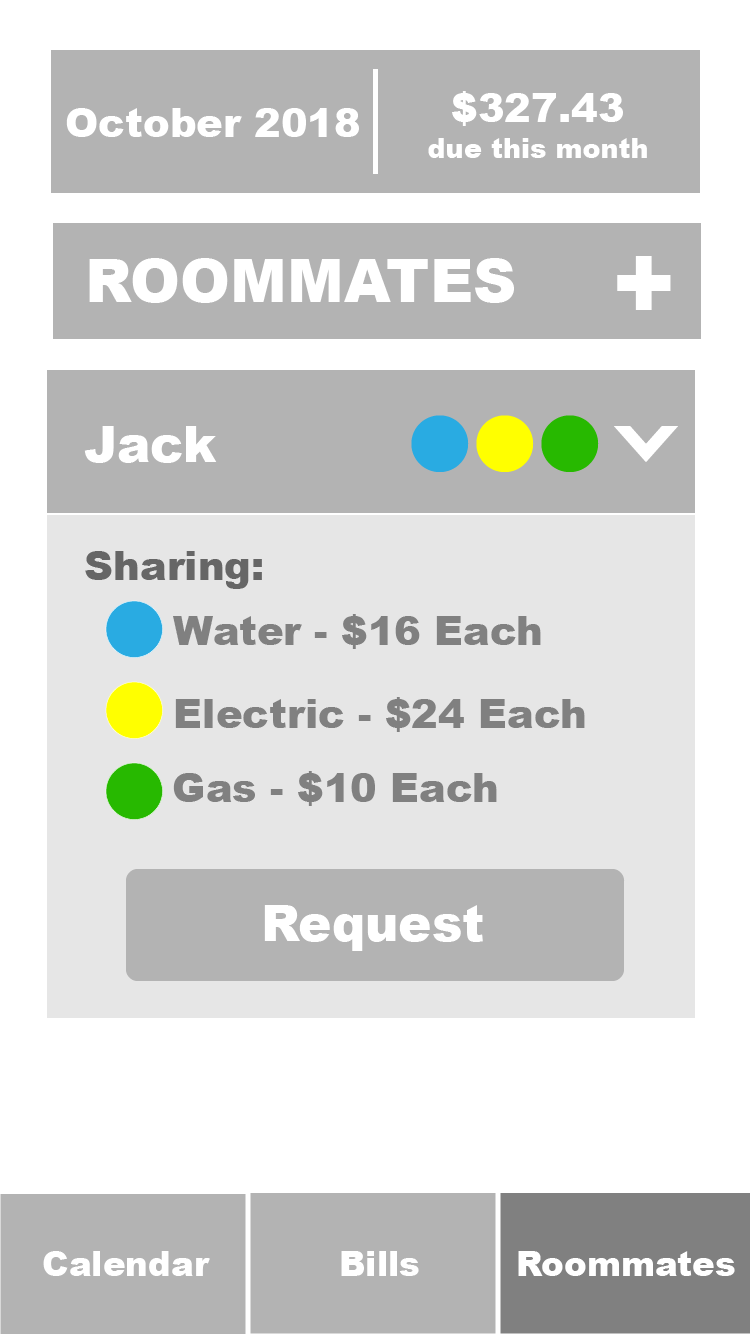 October 2018
$327.43
due this month
ROOMMATES +
Jack
Sharing:
Water - $16 Each
Electric - $24 Each
Gas - $10 Each
Request
Calendar Bills Roommates